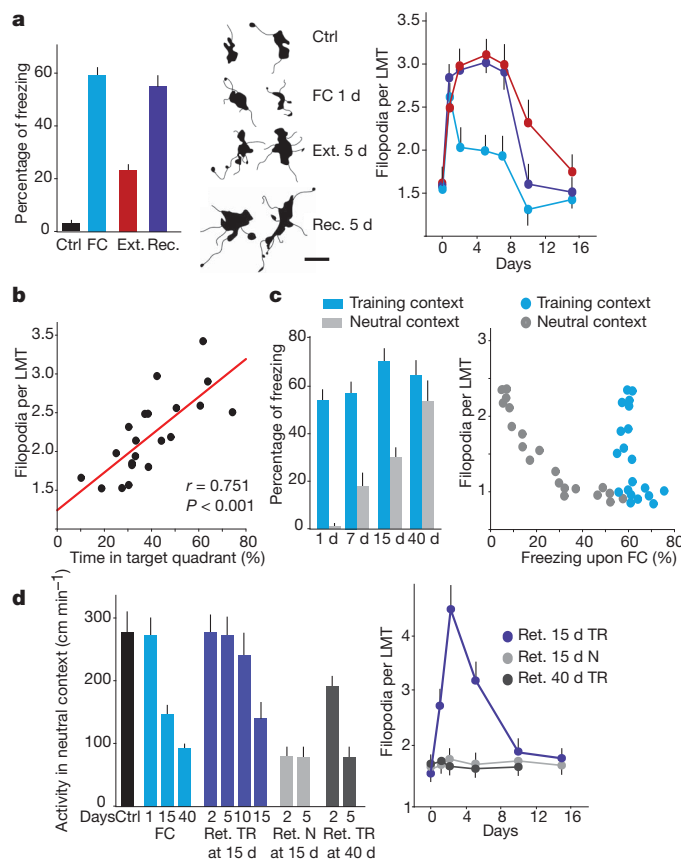 a
Percentage of freezing
60
40
20
0
Ctrl FC Ext. Rec.
Ctrl
FC 1 d
Ext. 5 d
Rec. 5 d
Filopodia per LMT
3.5
3.0
2.5
2.0
1.5
1.0
0 4 8 12 16
Days
b
Filopodia per LMT
3.5
3.0
2.5
2.0
1.5
r = 0.751
P < 0.001
0 20 40 60 80
Time in target quadrant (%)
c
Training context
Neutral context
Percentage of freezing
80
60
40
20
0
1 d 7 d 15 d 40 d
Training context
Neutral context
Filopodia per LMT
3
2
1
0 20 40 60 80
Freezing upon FC (%)
d
Activity in neutral context (cm min−1)
300
200
100
0
Days Ctrl 1 15 40 2 5 10 15 2 5 2 5
FC Ret. TR Ret. N Ret. TR
at 15 d at 15 d at 40 d
Filopodia per LMT
4
3
2
1
Ret. 15 d TR
Ret. 15 d N
Ret. 40 d TR
0 4 8 12 16
Days